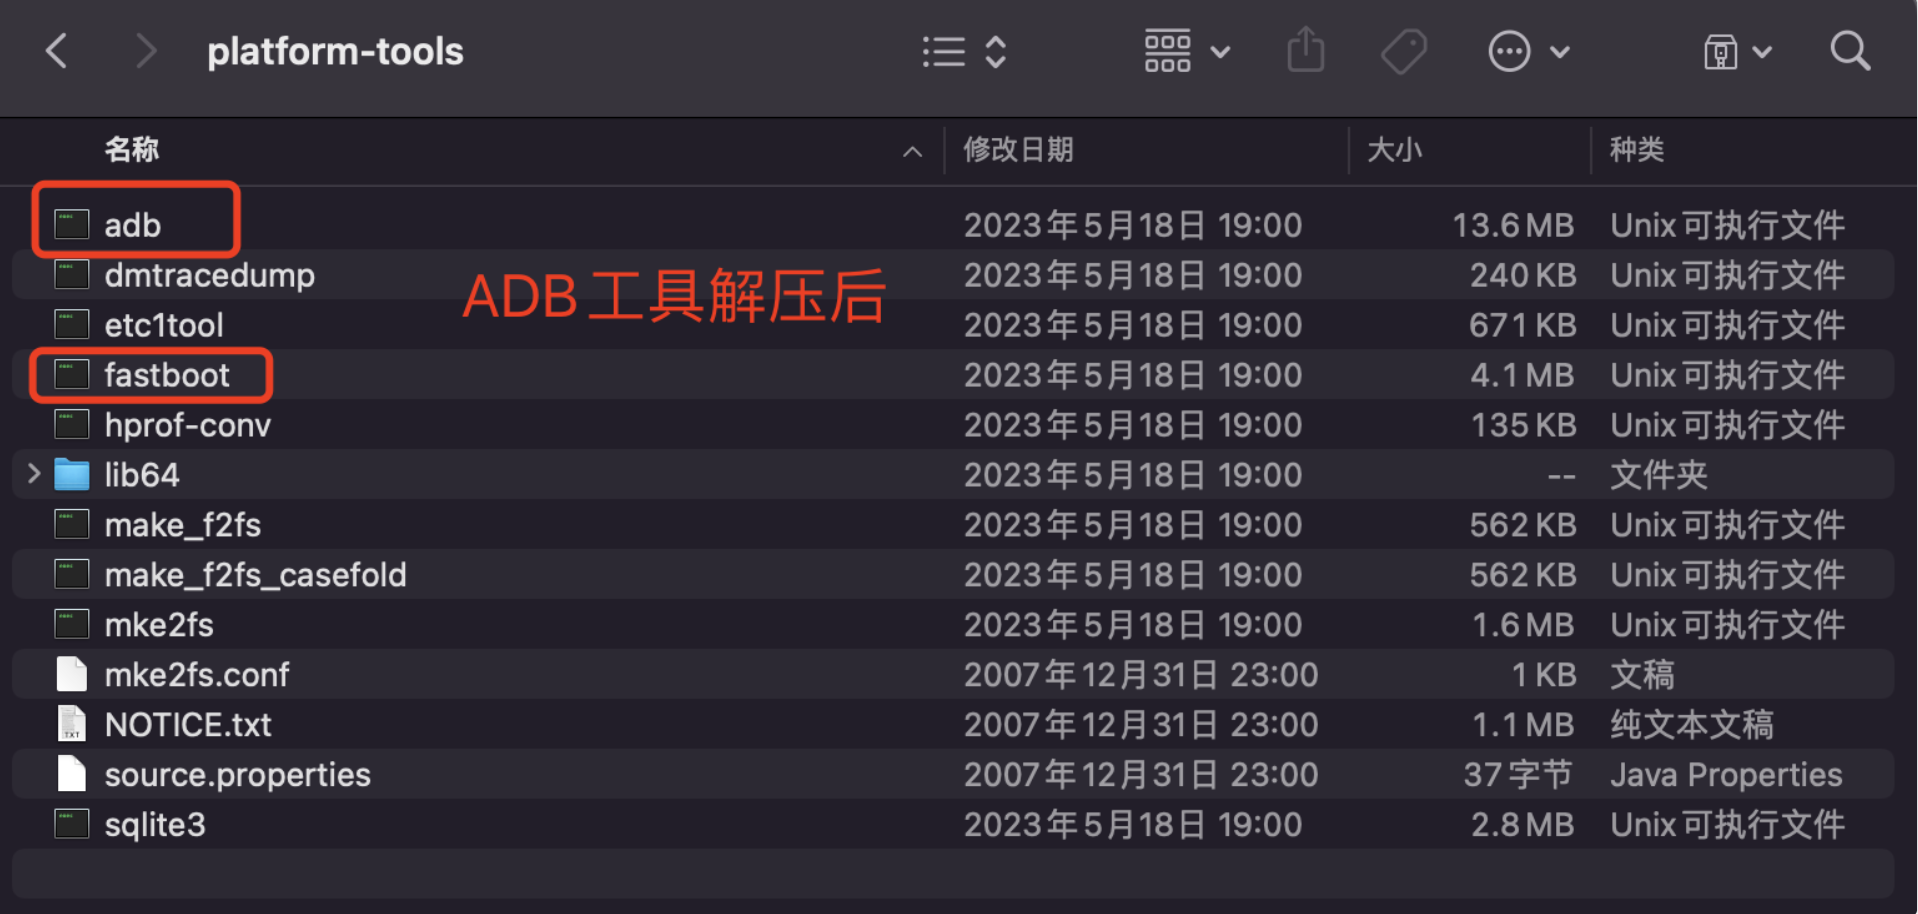 platform-tools
名称 修改日期 大小 种类
adb 2023年5月18日 19:00 13.6 MB Unix可执行文件
dmtracedump 2023年5月18日 19:00 240 KB Unix可执行文件
ADB工具解压后
etc1tool 2023年5月18日 19:00 671 KB Unix可执行文件
fastboot 2023年5月18日 19:00 4.1 MB Unix可执行文件
hprof-conv 2023年5月18日 19:00 135 KB Unix可执行文件
lib64 2023年5月18日 19:00 -- 文件夹
make_f2fs 2023年5月18日 19:00 562 KB Unix可执行文件
make_f2fs_casefold 2023年5月18日 19:00 562 KB Unix可执行文件
mke2fs 2023年5月18日 19:00 1.6 MB Unix可执行文件
mke2fs.conf 2007年12月31日 23:00 1 KB 文稿
NOTICE.txt 2007年12月31日 23:00 1.1 MB 纯文本文稿
source.properties 2007年12月31日 23:00 37字节 Java Properties
sqlite3 2023年5月18日 19:00 2.8 MB Unix可执行文件